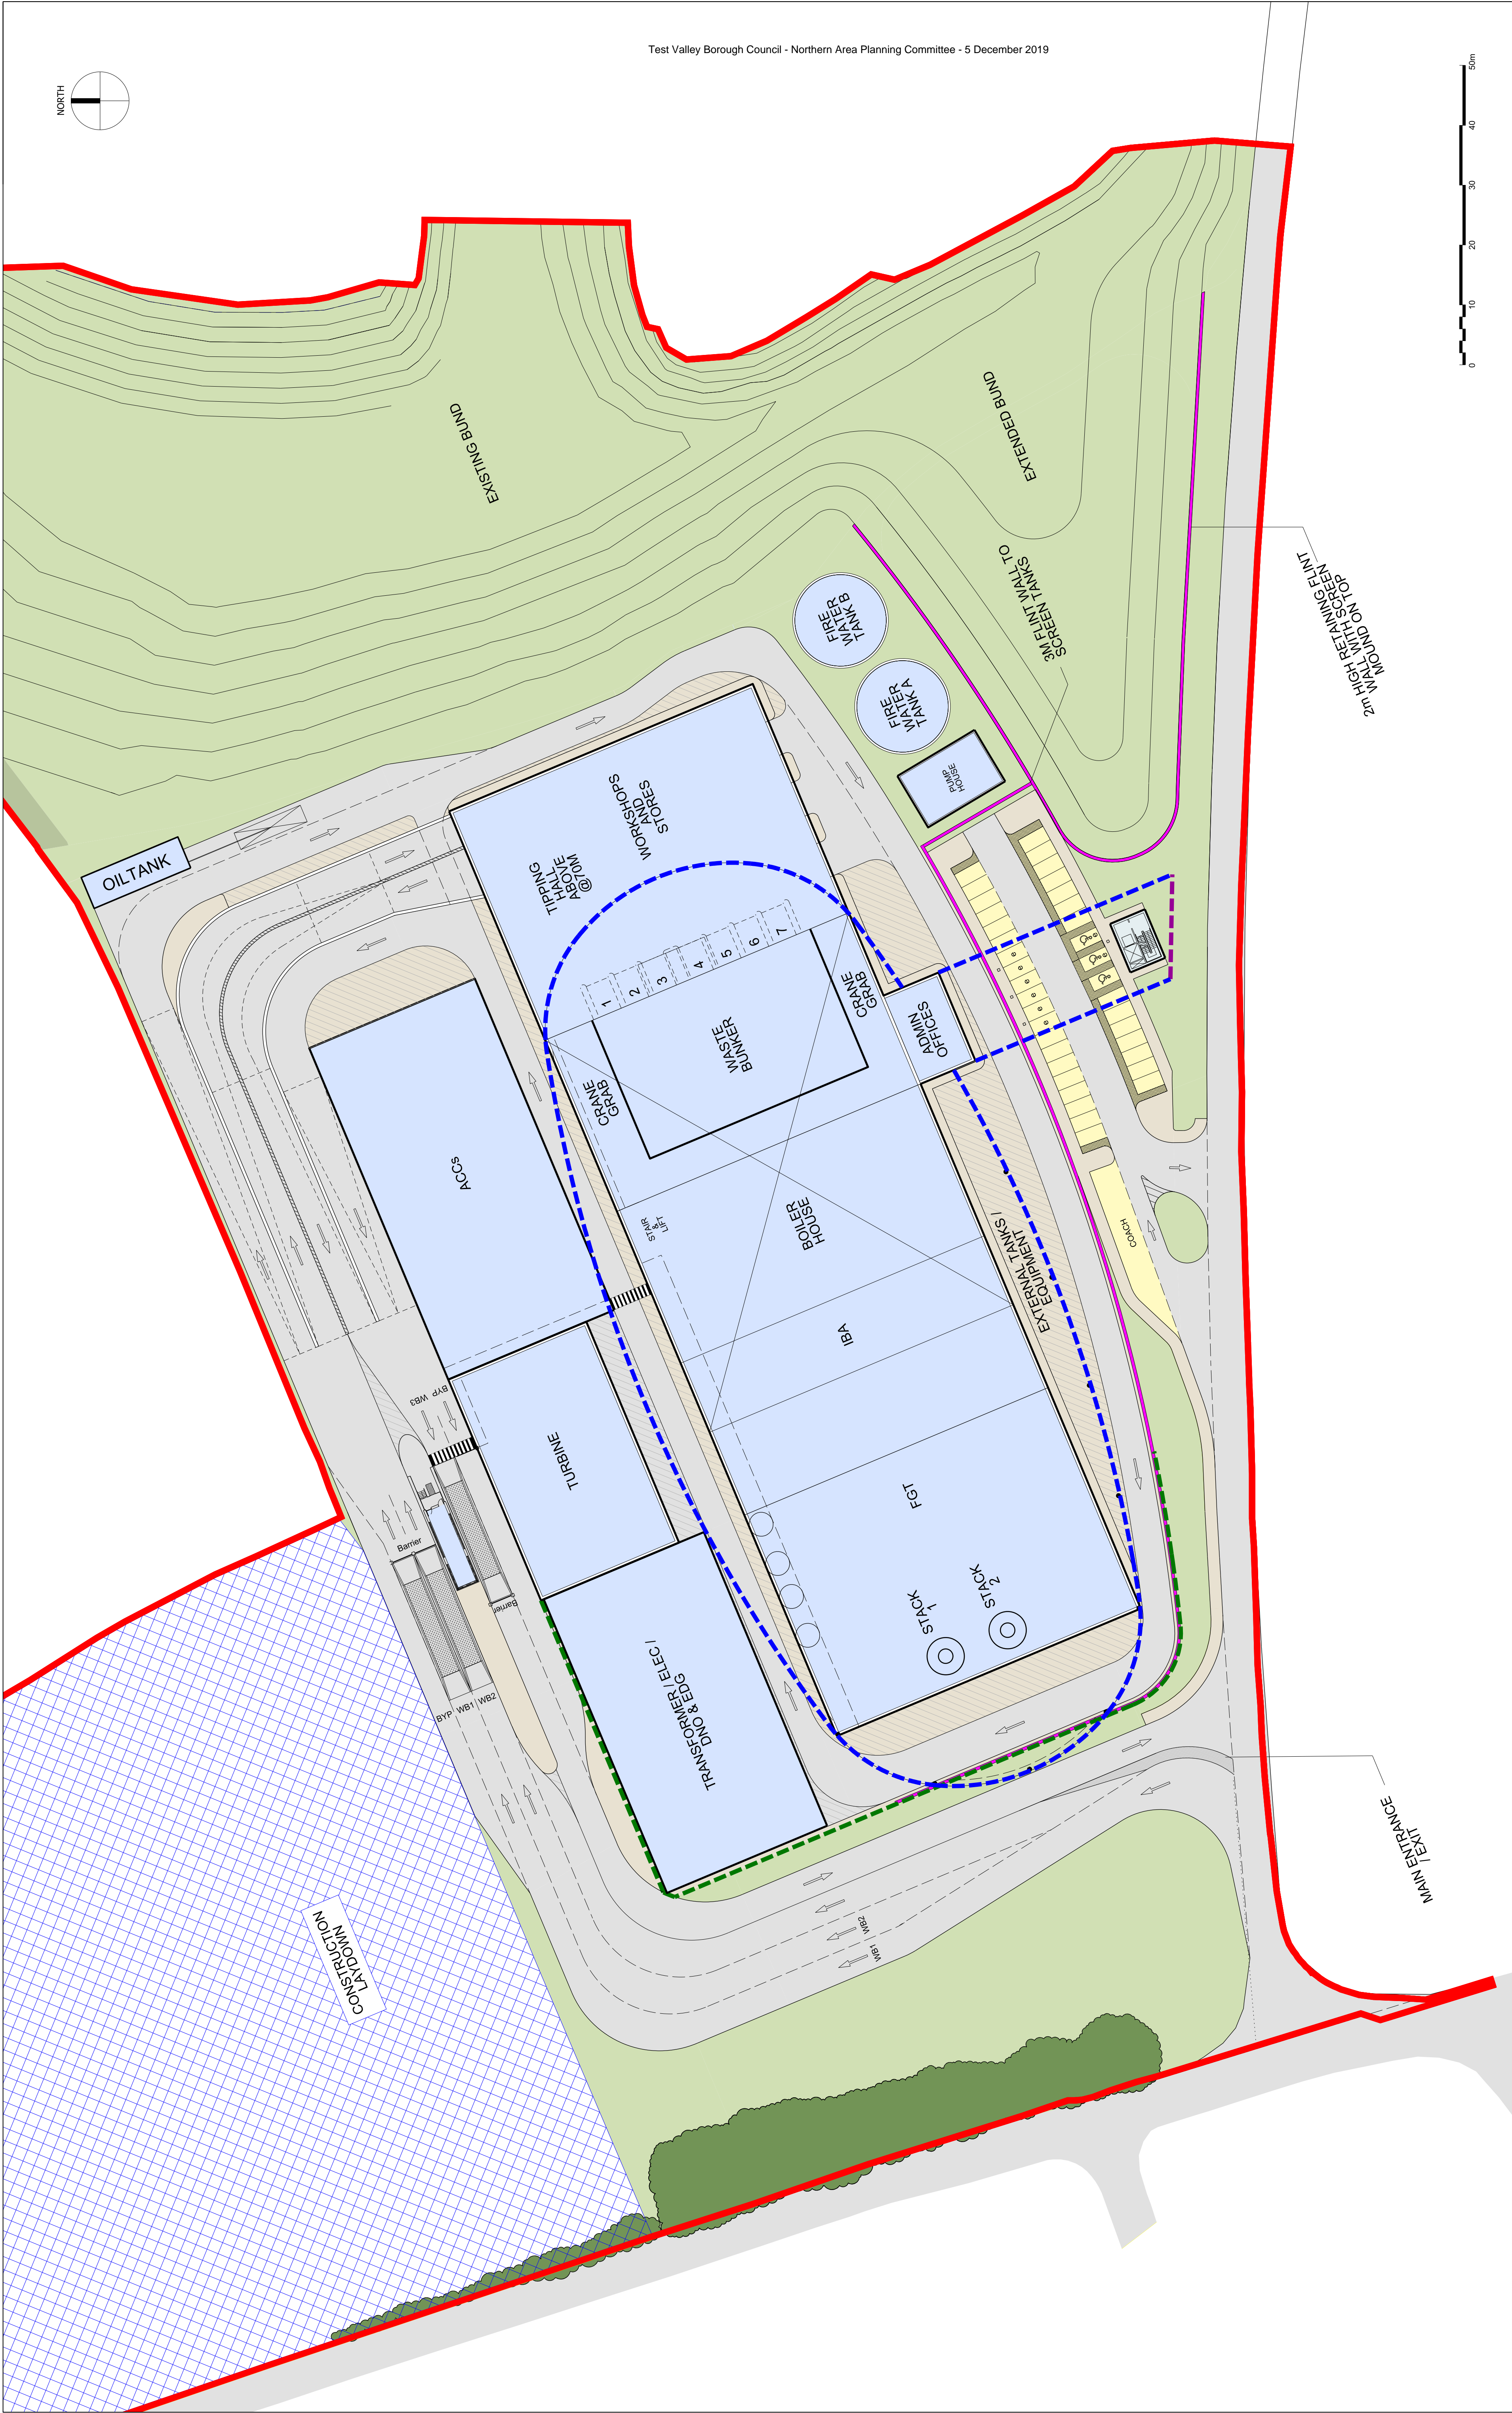 Test Valley Borough Council - Northern Area Planning Committee - 5 December 2019
NORTH
0
10
20
30
40
50m
EXISTING BUND
EXTENDED BUND
3M FLINT WALL TO
SCREEN TANKS
2m HIGH RETAINING FLINT
WALL WITH SCREEN
MOUND ON TOP
FIRE
WATER
TANK B
FIRE
WATER
TANK A
PUMP
HOUSE
OILTANK
WORKSHOPS
AND
STORES
TIPPING
HALL
ABOVE
@70M
1
2
3
4
5
6
7
CRANE
GRAB
WASTE
BUNKER
CRANE
GRAB
ADMIN
OFFICES
ACCs
STAIR
&
LIFT
BOILER
HOUSE
EXTERNAL TANKS /
EQUIPMENT
COACH
IBA
BYP WB3
TURBINE
FGT
Barrier
Barrier
STACK
1
STACK
2
BYP
WB1
WB2
TRANSFORMER / ELEC /
DNO & EDG
WB2
WB1
CONSTRUCTION
LAYDOWN
MAIN ENTRANCE
/ EXIT